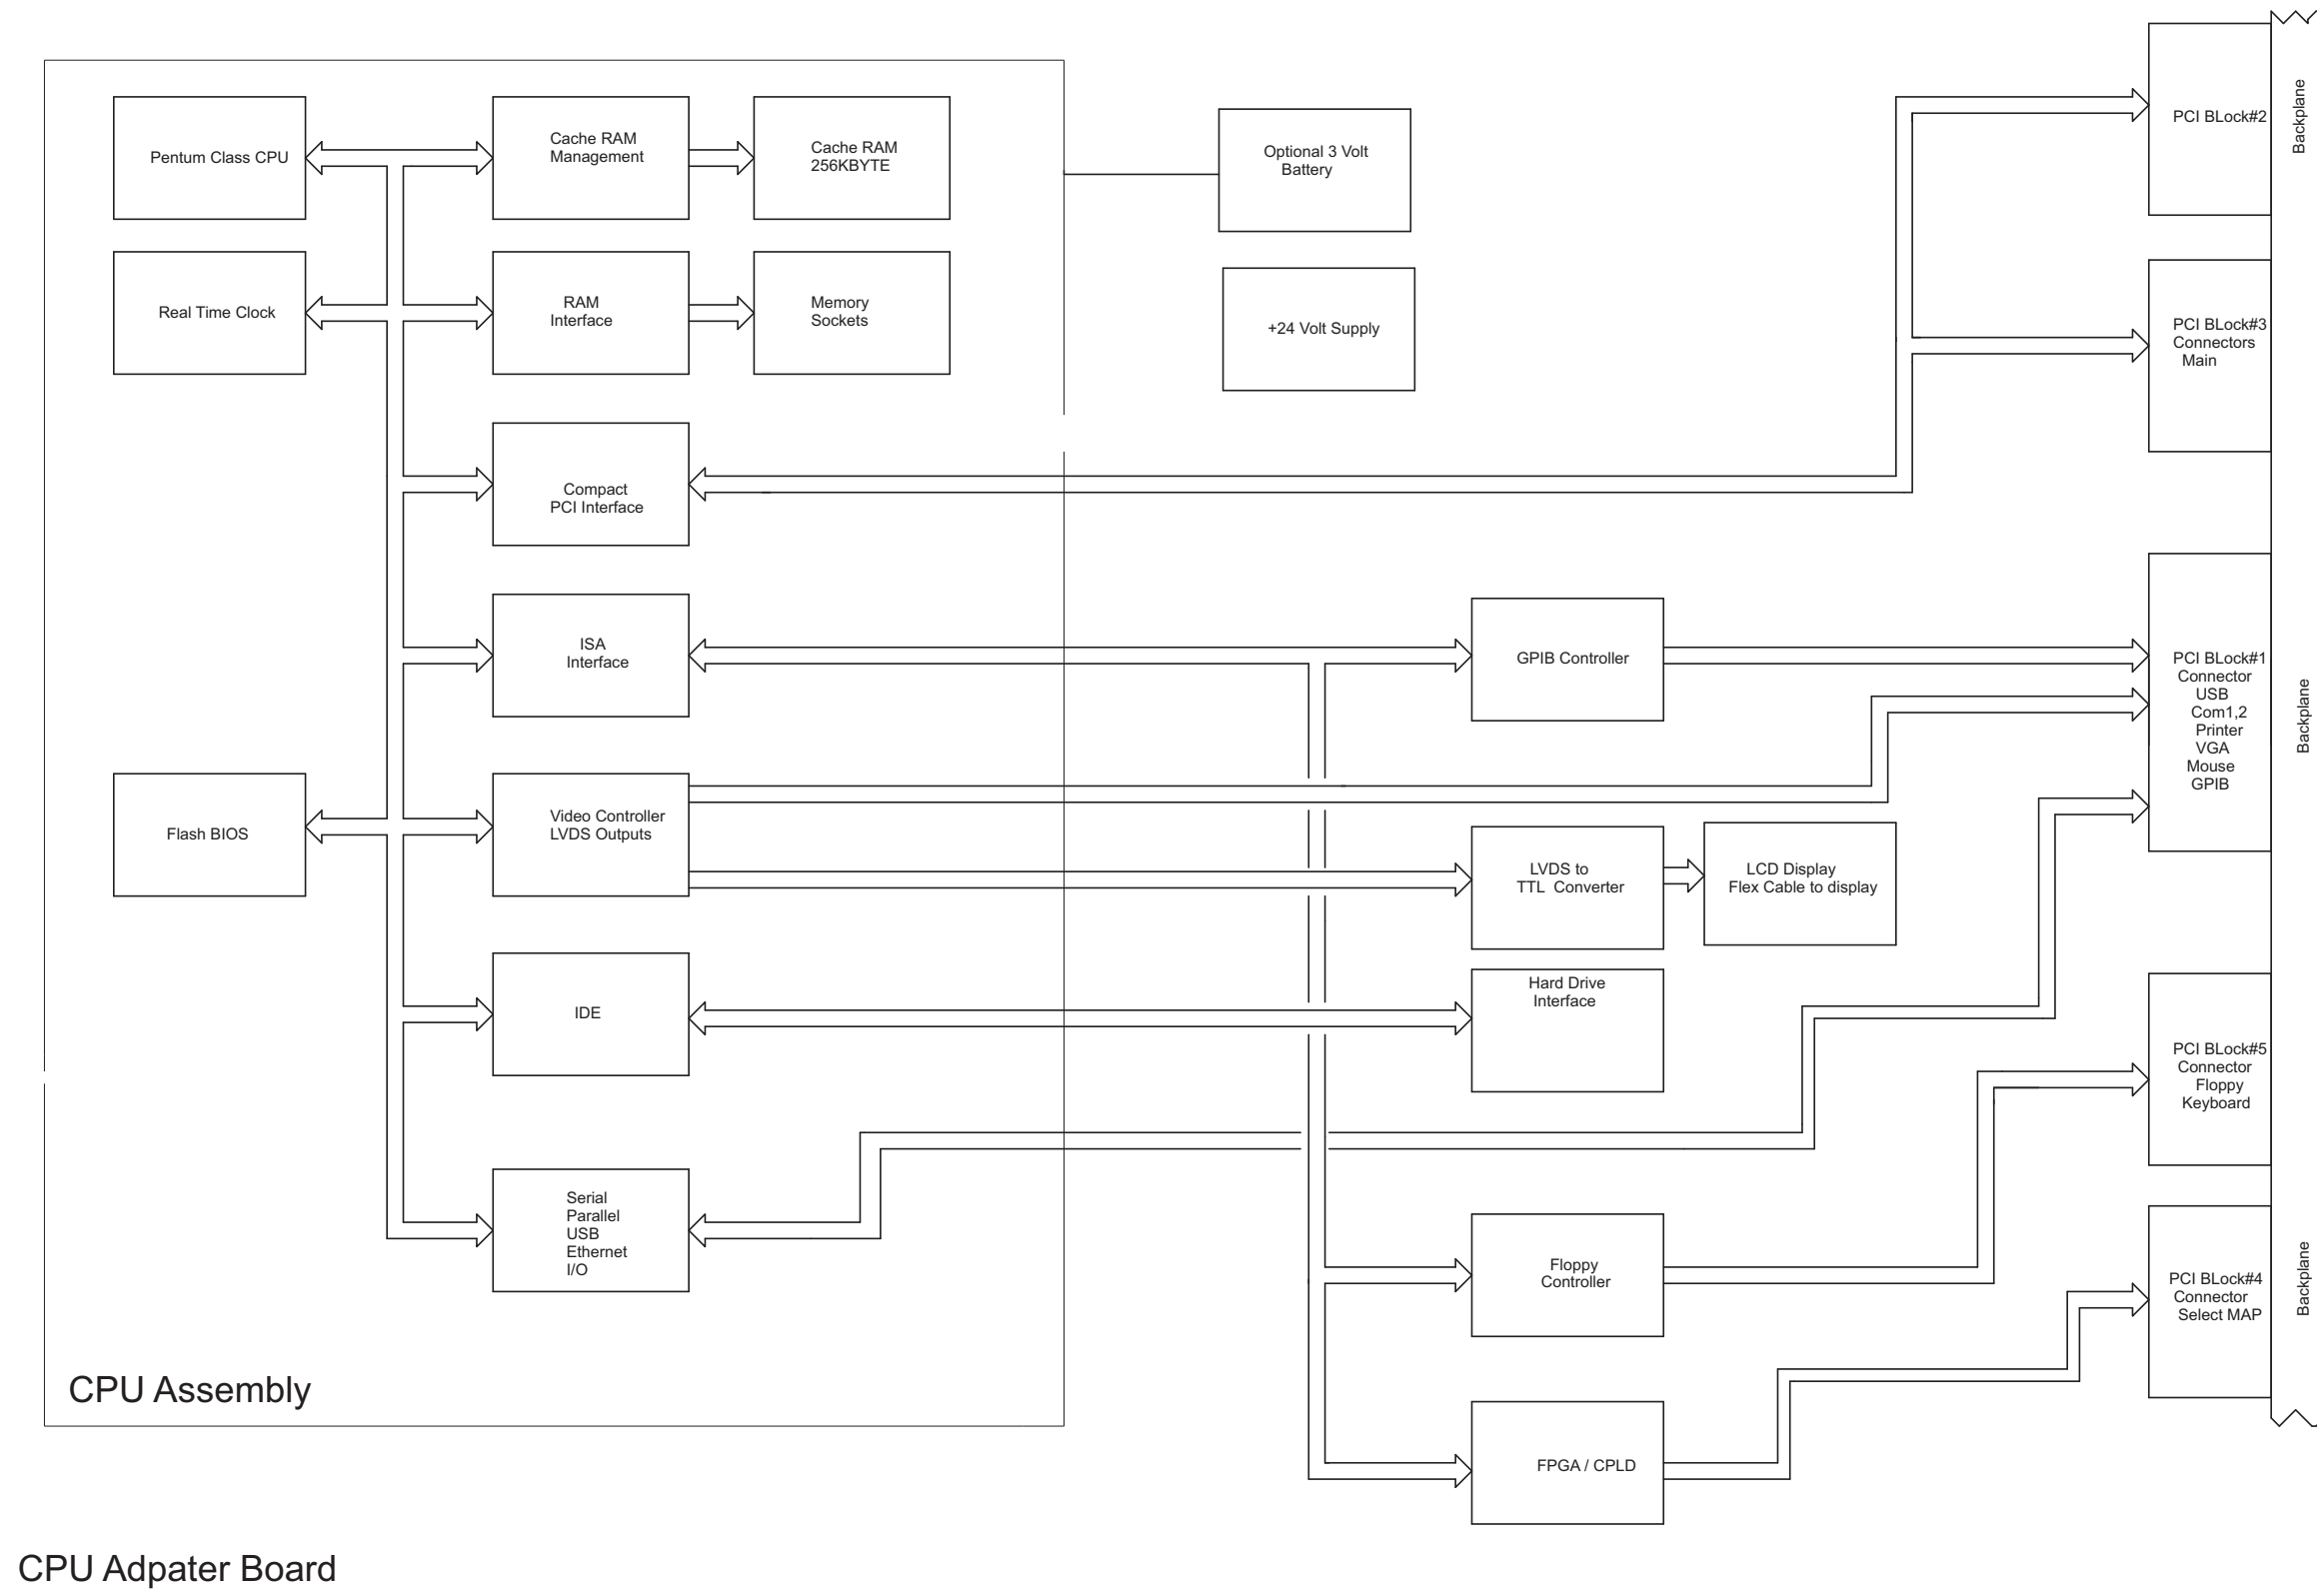 Pentum Class CPU
Cache RAM
Management
Cache RAM
256KBYTE
Optional 3 Volt
Battery
PCI BLock#2
Backplane
Real Time Clock
RAM
Interface
Memory
Sockets
+24 Volt Supply
PCI BLock#3
Connectors
Main
Compact
PCI Interface
ISA
Interface
GPIB Controller
PCI BLock#1
Connector
USB
Com1,2
Printer
VGA
Mouse
GPIB
Backplane
Flash BIOS
Video Controller
LVDS Outputs
LVDS to
TTL Converter
LCD Display
Flex Cable to display
IDE
Hard Drive
Interface
PCI BLock#5
Connector
Floppy
Keyboard
Serial
Parallel
USB
Ethernet
I/O
Floppy
Controller
PCI BLock#4
Connector
Select MAP
Backplane
CPU Assembly
FPGA / CPLD
CPU Adpater Board